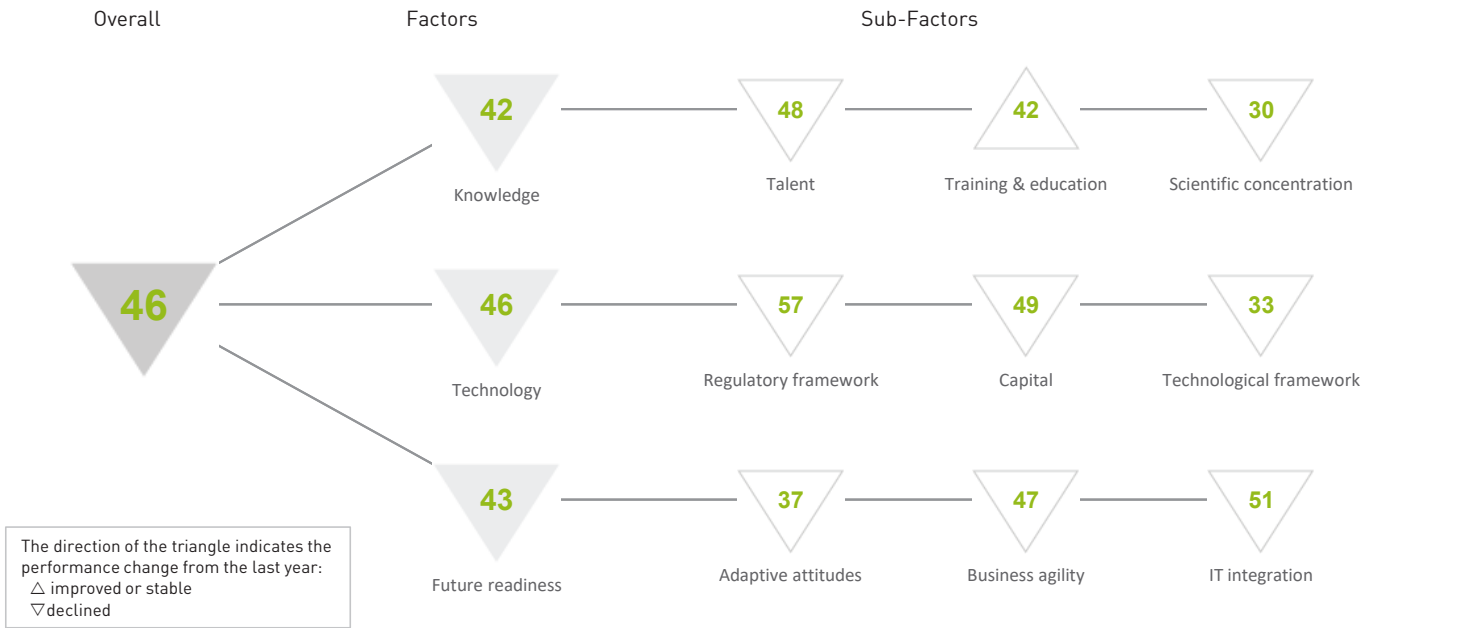 Overall
Factors
Sub-Factors
42
Knowledge
48
Talent
42
Training & education
30
Scientific concentration
46
46
Technology
57
Regulatory framework
49
Capital
33
Technological framework
43
Future readiness
37
Adaptive attitudes
47
Business agility
51
IT integration
The direction of the triangle indicates the
performance change from the last year:
△ improved or stable
▽ declined